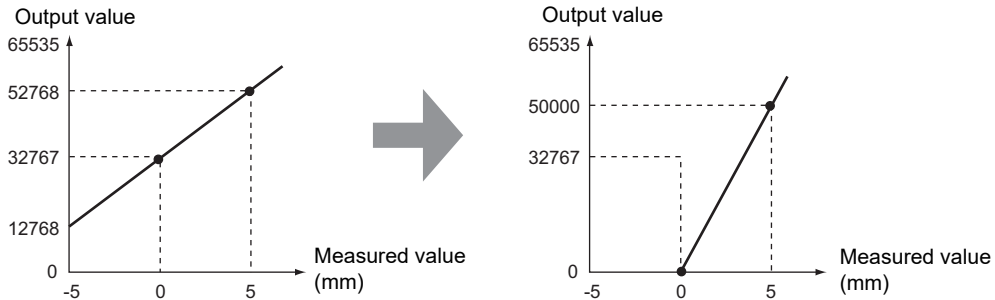 Output value
65535
52768
32767
12768
0
-5
0
5
Measured value
(mm)
Output value
65535
50000
32767
0
-5
0
5
Measured value
(mm)